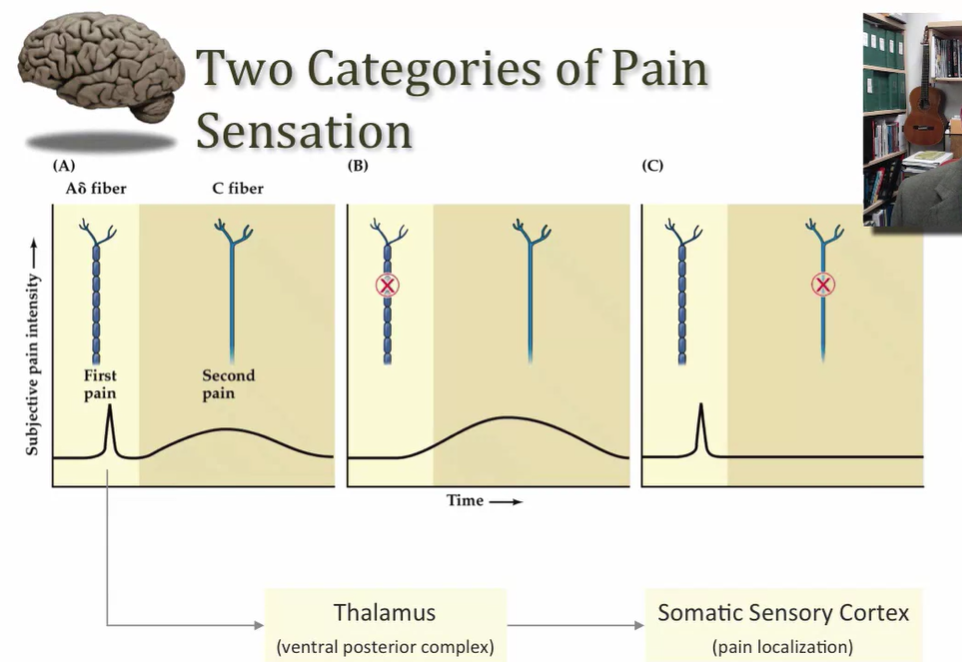 Two Categories of Pain
Sensation
(A)
Aδ fiber
C fiber
(B)
(C)
Subjective pain intensity
First
pain
Second
pain
Time
Thalamus
(ventral posterior complex)
Somatic Sensory Cortex
(pain localization)